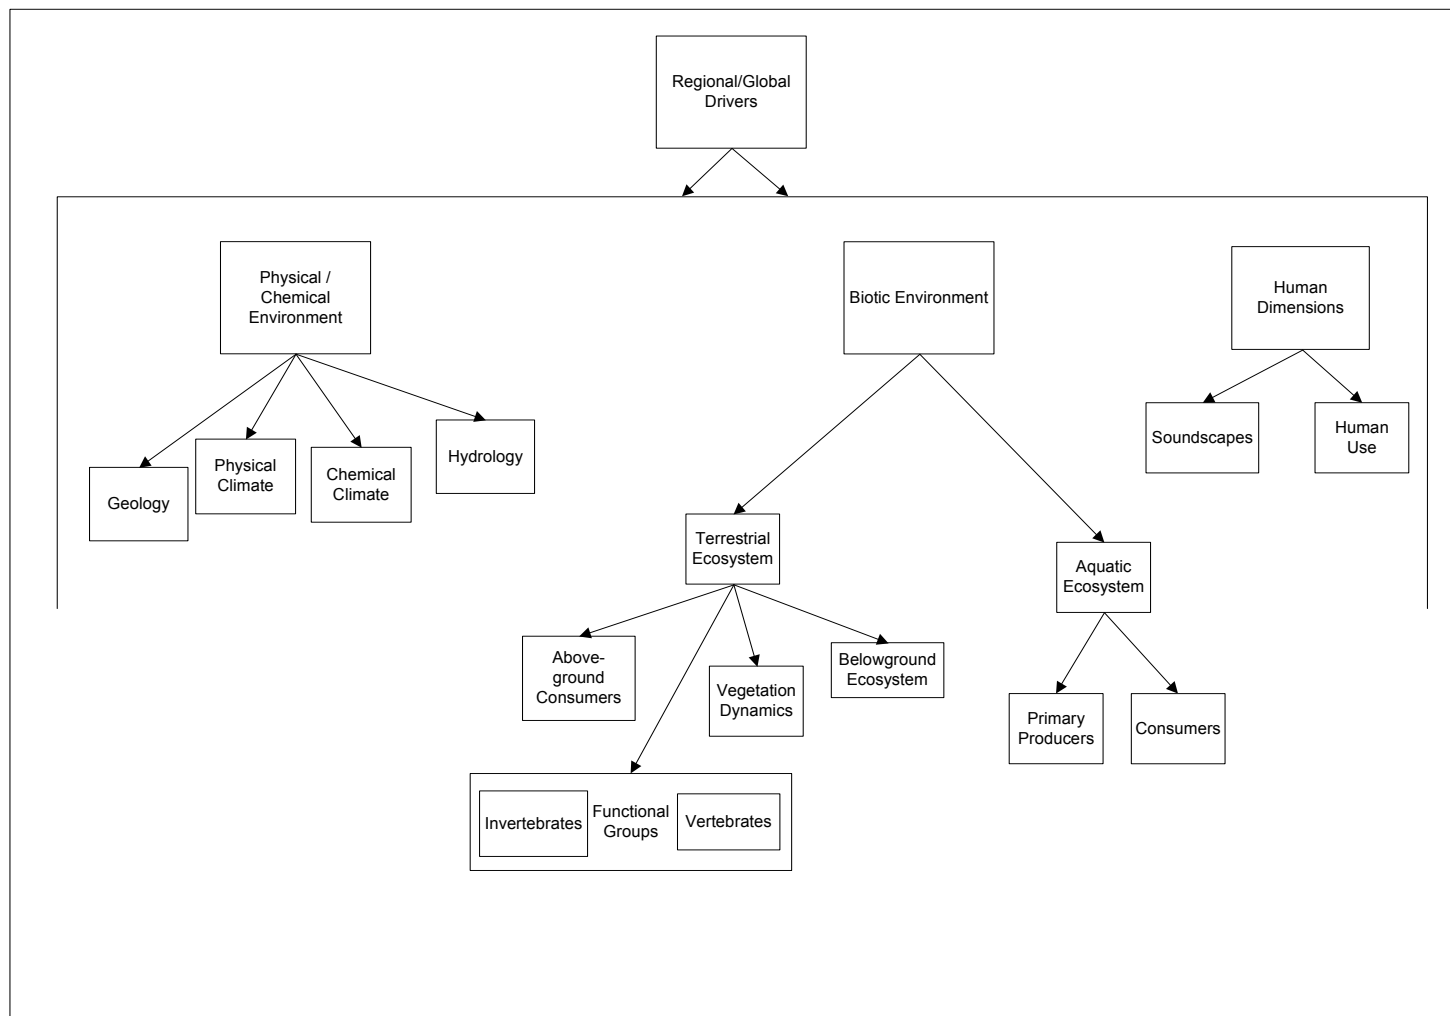 Regional/Global
Drivers
Physical /
Chemical
Environment
Biotic Environment
Human
Dimensions
Geology
Physical
Climate
Chemical
Climate
Hydrology
Soundscapes
Human
Use
Terrestrial
Ecosystem
Aquatic
Ecosystem
Above-
ground
Consumers
Vegetation
Dynamics
Belowground
Ecosystem
Primary
Producers
Consumers
Invertebrates
Functional
Groups
Vertebrates